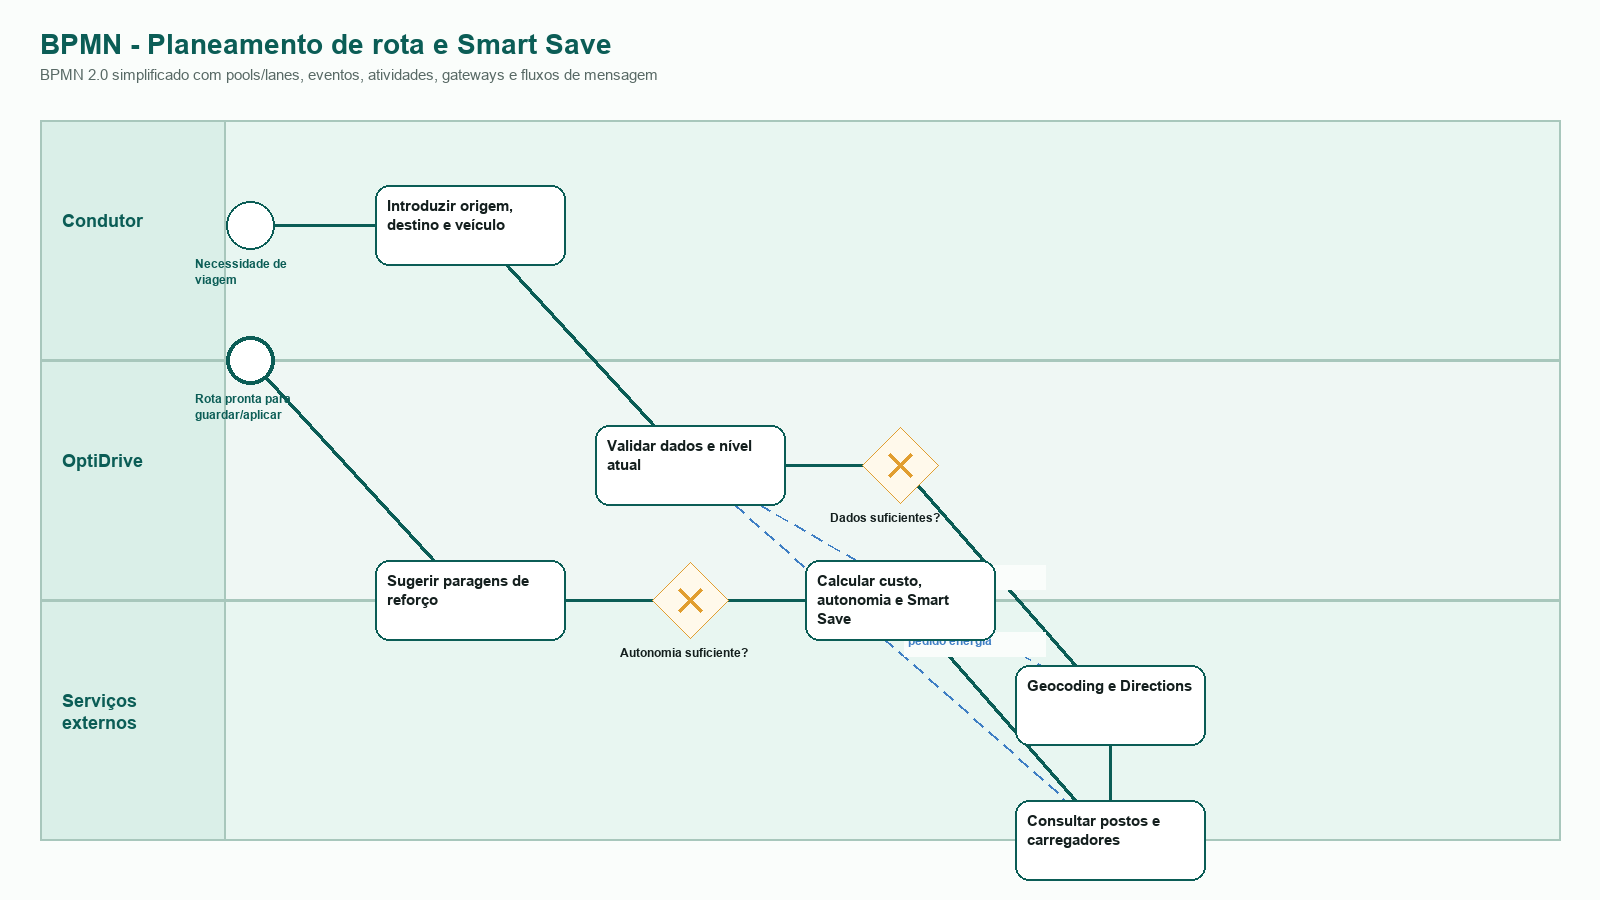 BPMN - Planeamento de rota e Smart Save
BPMN 2.0 simplificado com pools/lanes, eventos, atividades, gateways e fluxos de mensagem
Condutor
Necessidade de
viagem
Introduzir origem,
destino e veículo
Rota pronta para
guardar/aplicar
OptiDrive
Validar dados e nível
atual
Dados suficientes?
Sugerir paragens de
reforço
Autonomia suficiente?
Calcular custo,
autonomia e Smart
Save
pedido energia
Serviços
externos
Geocoding e Directions
Consultar postos e
carregadores